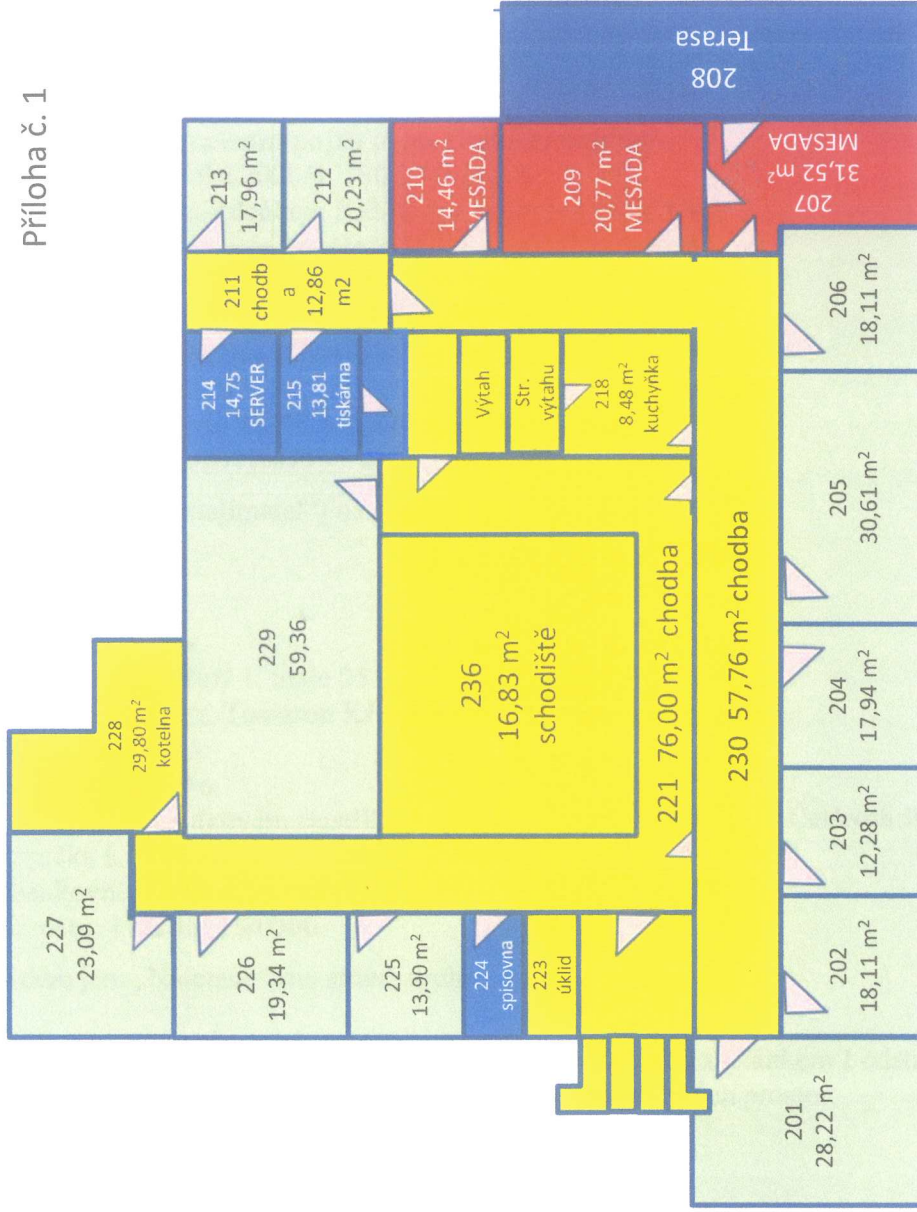 Příloha č. 1
Terasa
208
213
17,96 m²
212
20,23 m²
210
14,46 m²
MESADA
209
20,77 m²
MESADA
207
MESADA
31,52 m²
211
chodb
a
12,86
m2
214
14,75
SERVER
215
13,81
tiskárna
Výtah
Str.
výtahu
218
8,48 m²
kuchyňka
206
18,11 m²
205
30,61 m²
204
17,94 m²
203
12,28 m²
202
18,11 m²
201
28,22 m²
229
59,36
236
16,83 m²
schodiště
221 76,00 m² chodba
230 57,76 m² chodba
228
29,80 m²
kotelna
227
23,09 m²
226
19,34 m²
225
13,90 m²
224
spisovna
223
úklid